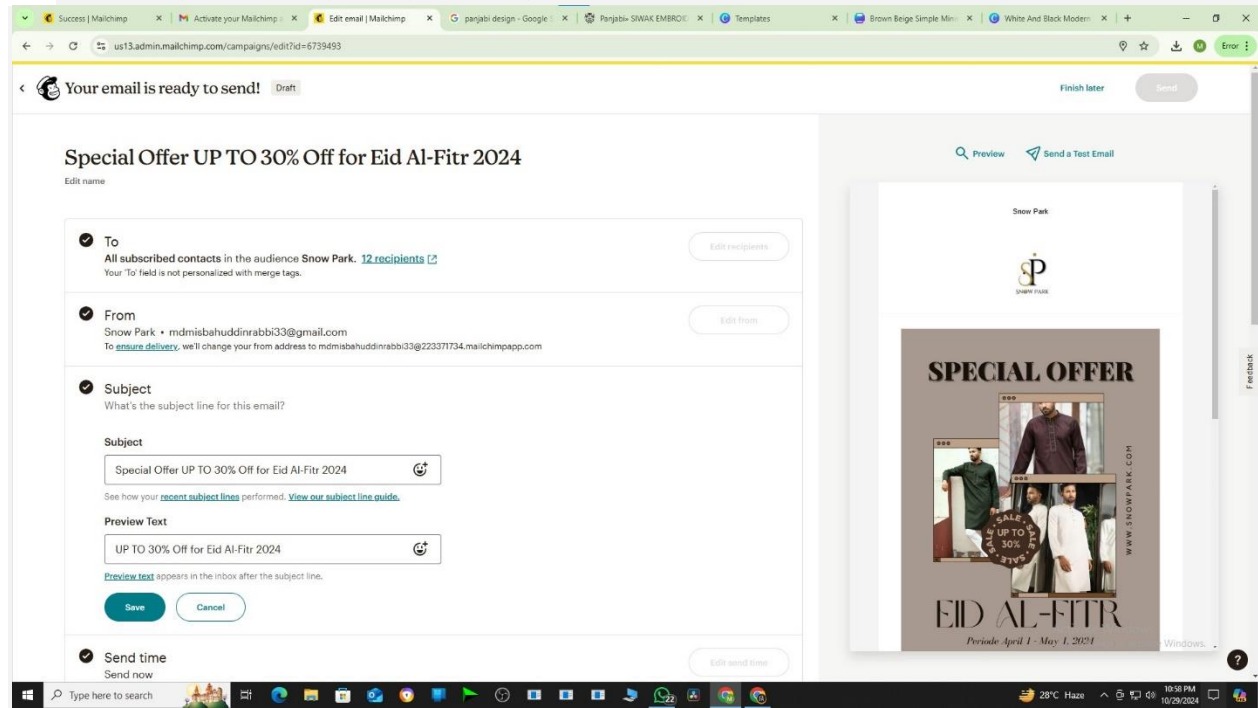 Success | Mailchimp
Activate your Mailchimp
Edit email | Mailchimp
panjabi design - Google
Panjabi- SIWAK EMBROI
Templates
Brown Beige Simple Min
White And Black Modern
us13.admin.mailchimp.com/campaigns/edit?id=6739493
M
Error
Your email is ready to send!
Draft
Finish later
Send
Special Offer UP TO 30% Off for Eid Al-Fitr 2024
Edit name
To
All subscribed contacts in the audience Snow Park. 12 recipients
Your 'To' field is not personalized with merge tags.
Edit recipients
From
Snow Park • mdmisbahuddinrabbi33@gmail.com
To ensure delivery, we'll change your from address to mdmisbahuddinrabbi33@223371734.mailchimpapp.com
Edit from
Subject
What's the subject line for this email?
Subject
Special Offer UP TO 30% Off for Eid Al-Fitr 2024
See how your recent subject lines performed. View our subject line guide.
Preview Text
UP TO 30% Off for Eid Al-Fitr 2024
Preview text appears in the inbox after the subject line.
Save
Cancel
Send time
Send now
Edit send time
Preview
Send a Test Email
Snow Park
SP
SNOW PARK
SPECIAL OFFER
WWW.SNOWPARK.COM
SALE SALE SALE SALE
UP TO
30%
EID AL-FITR
Periode April 1 - May 1, 2024
Windows.
Feedback
?
Type here to search
22
28°C Haze
10:58 PM
10/29/2024